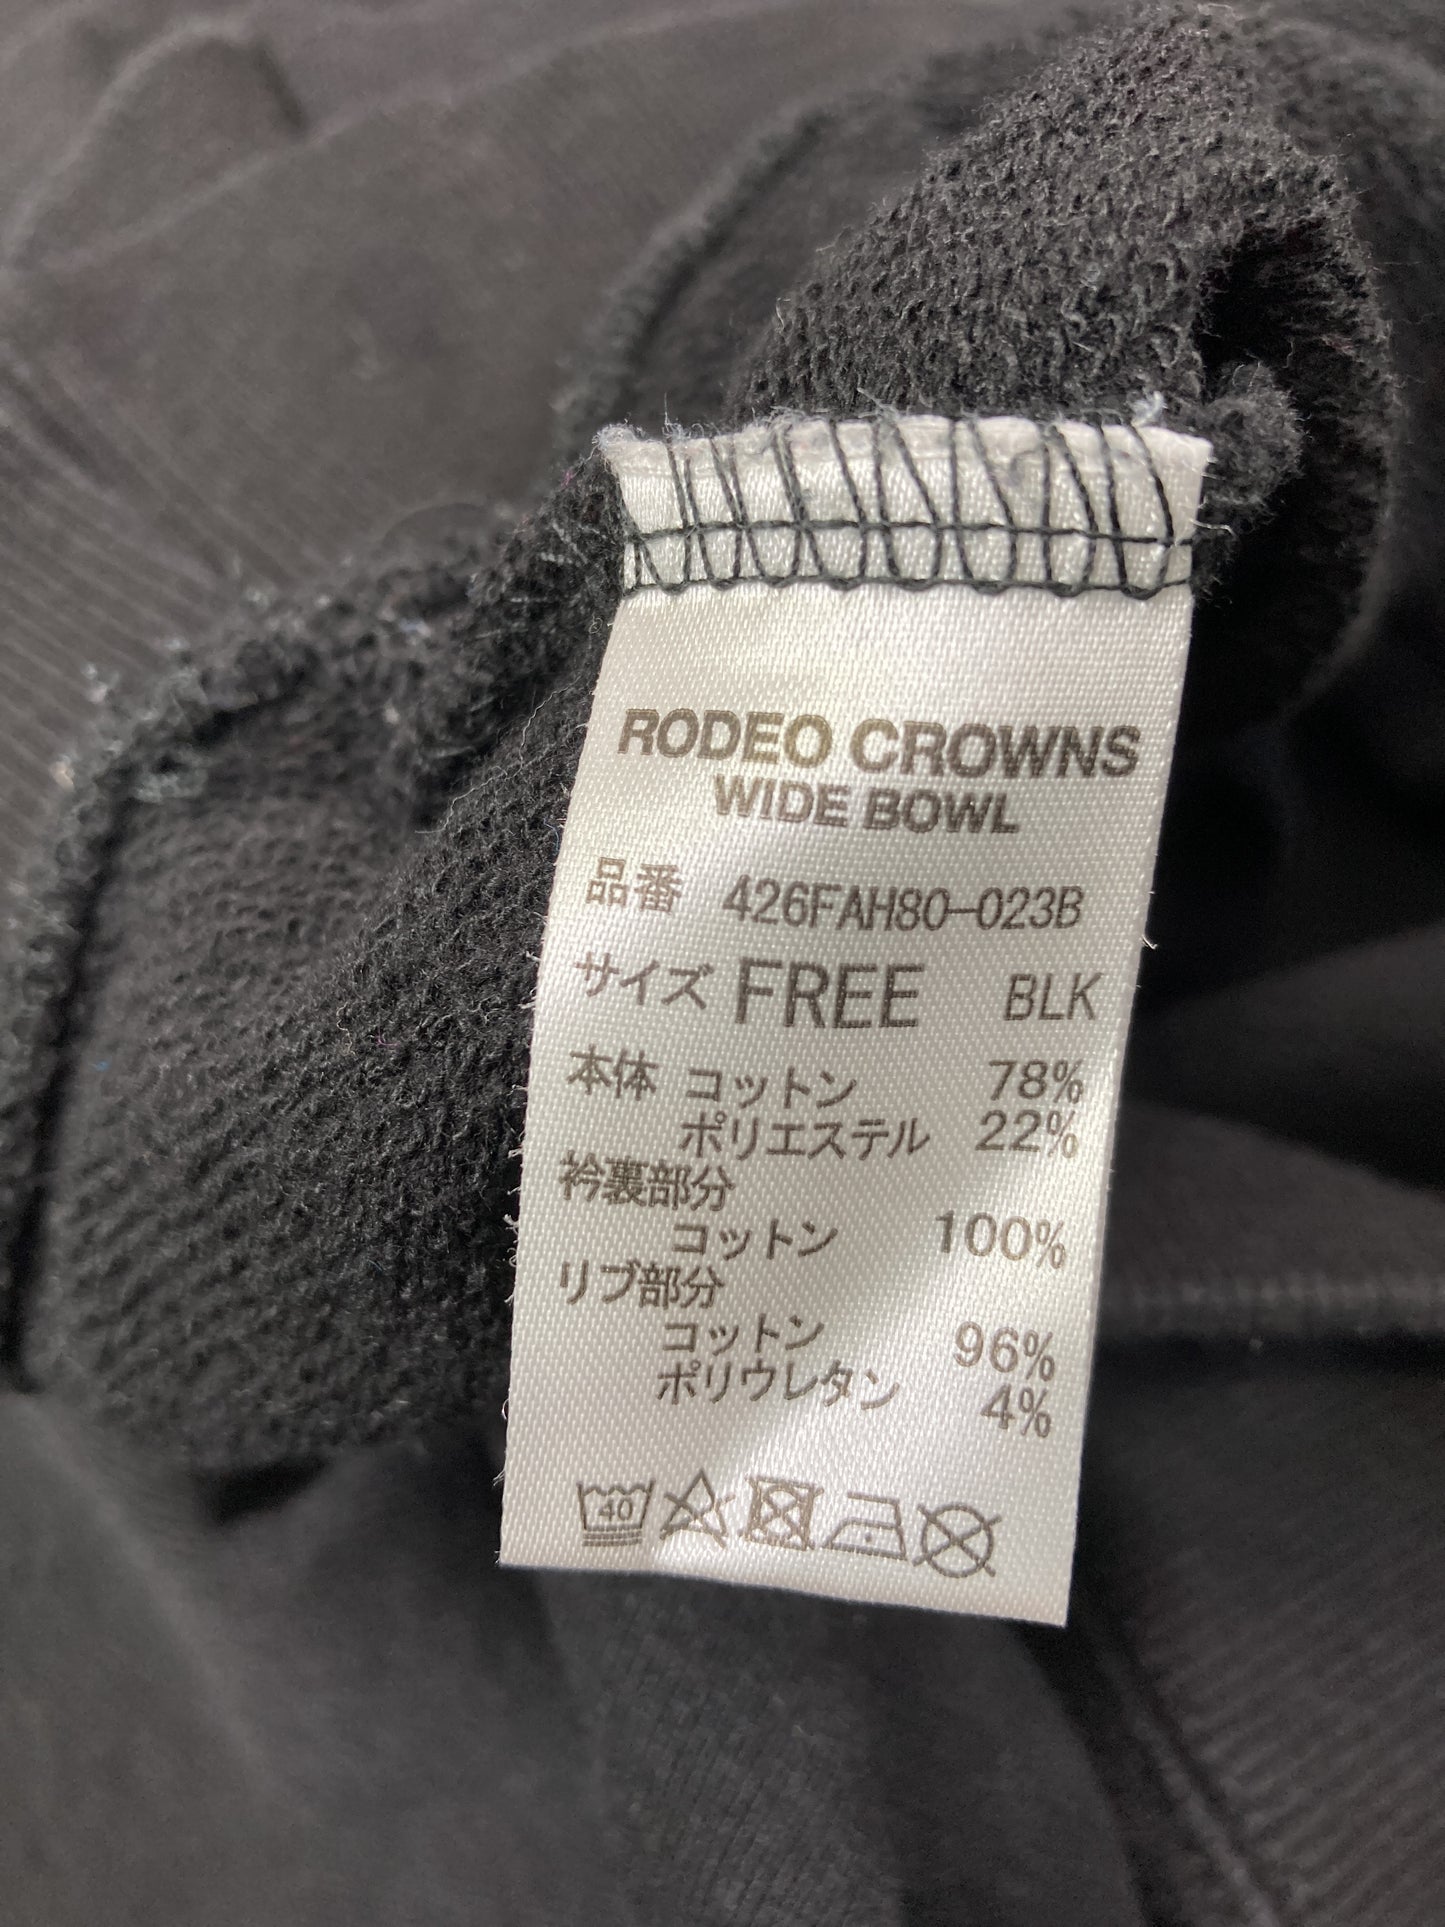 RODEO CROWNS
WIDE BOWL
品番 426FAH80-023B
サイズ FREE BLK
本体 コットン 78%
ポリエステル 22%
衿裏部分
コットン 100%
リブ部分
コットン 96%
ポリウレタン 4%
40